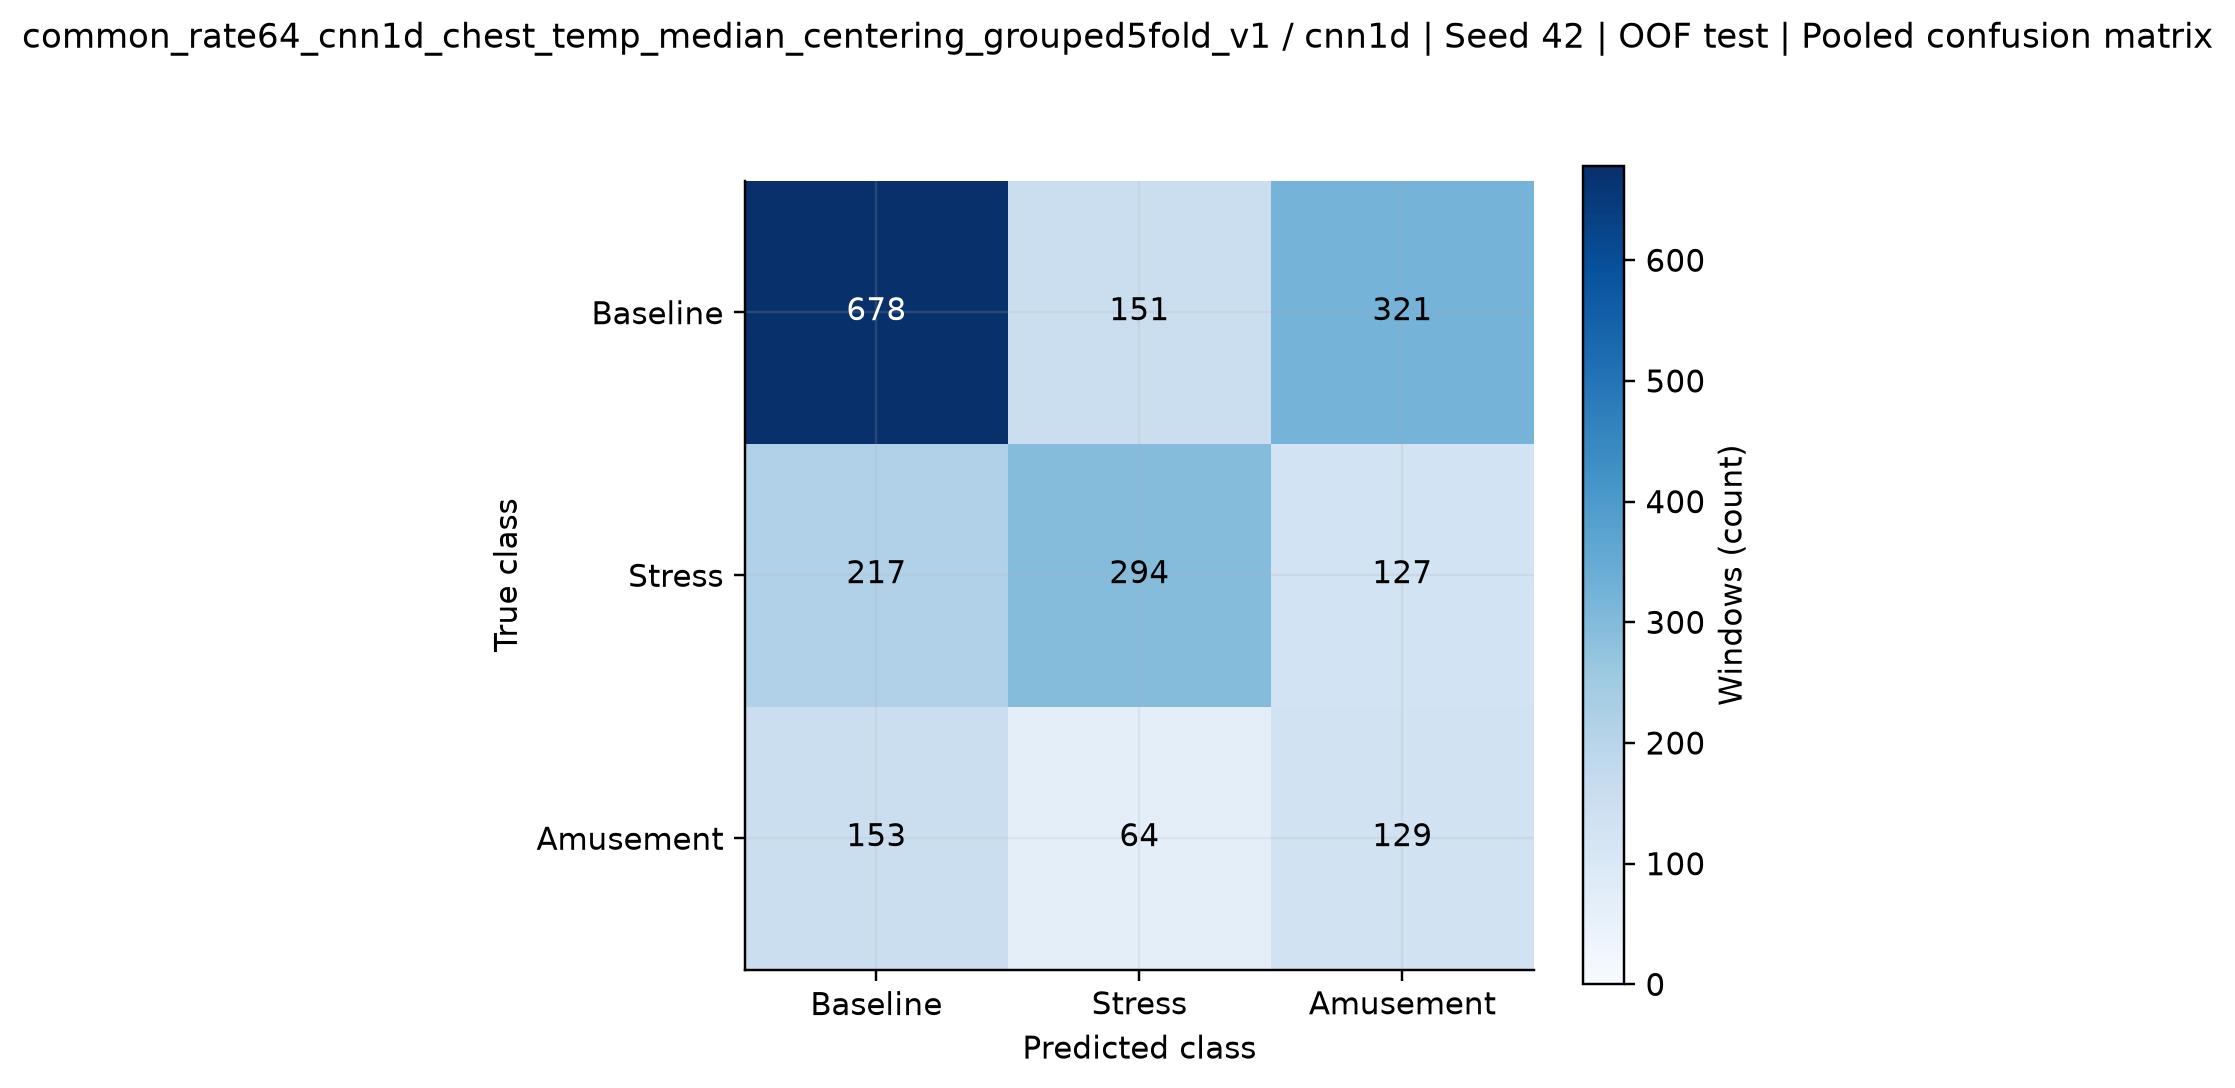 common_rate64_cnn1d_chest_temp_median_centering_grouped5fold_v1 / cnn1d | Seed 42 | OOF test | Pooled confusion matrix
Baseline 678 151 321
Stress 217 294 127
Amusement 153 64 129
Baseline Stress Amusement
Predicted class
True class
600
500
400
300
200
100
0
Windows (count)